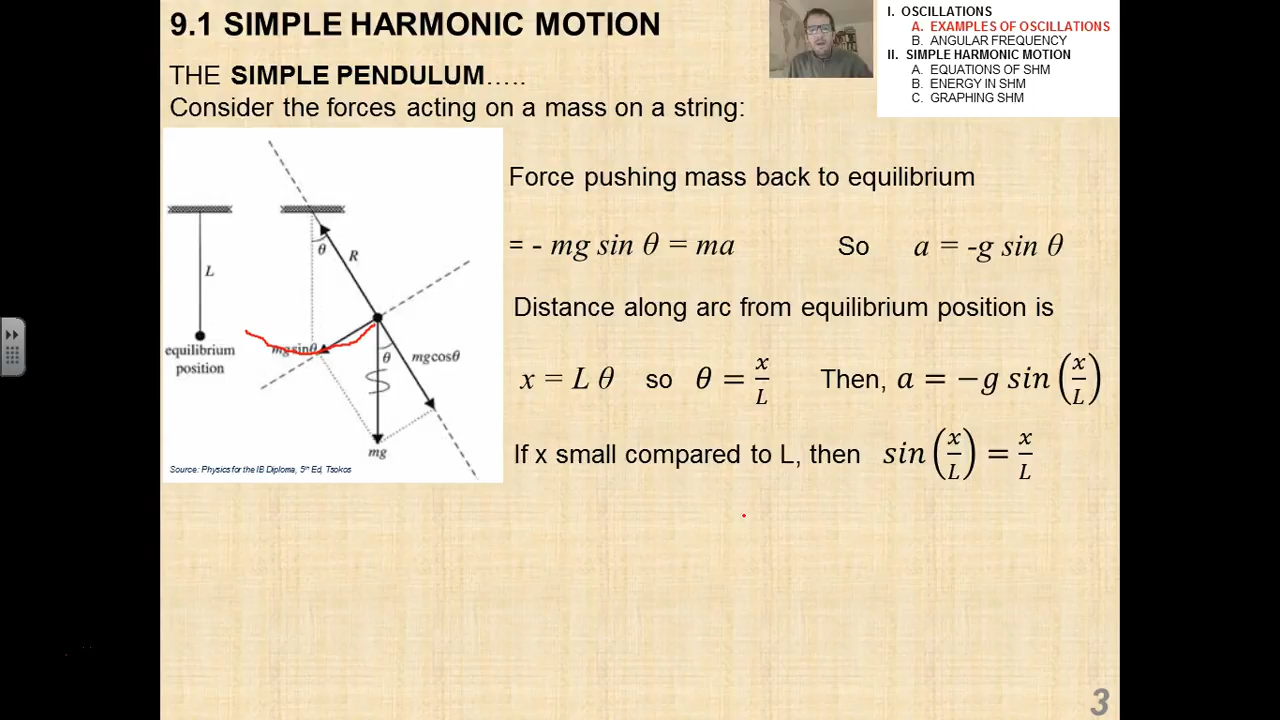 9.1 SIMPLE HARMONIC MOTION
I. OSCILLATIONS
A. EXAMPLES OF OSCILLATIONS
B. ANGULAR FREQUENCY
II. SIMPLE HARMONIC MOTION
A. EQUATIONS OF SHM
B. ENERGY IN SHM
C. GRAPHING SHM
THE SIMPLE PENDULUM.....
Consider the forces acting on a mass on a string:
θ
R
L
equilibrium
position
mgsinθ
θ
mgcosθ
mg
Source: Physics for the IB Diploma, 5th Ed, Tsokos
Force pushing mass back to equilibrium
= - mg sin θ = ma So a = -g sin θ
Distance along arc from equilibrium position is
x = L θ so θ = x/L Then, a = −g sin(x/L)
If x small compared to L, then sin(x/L) = x/L
3